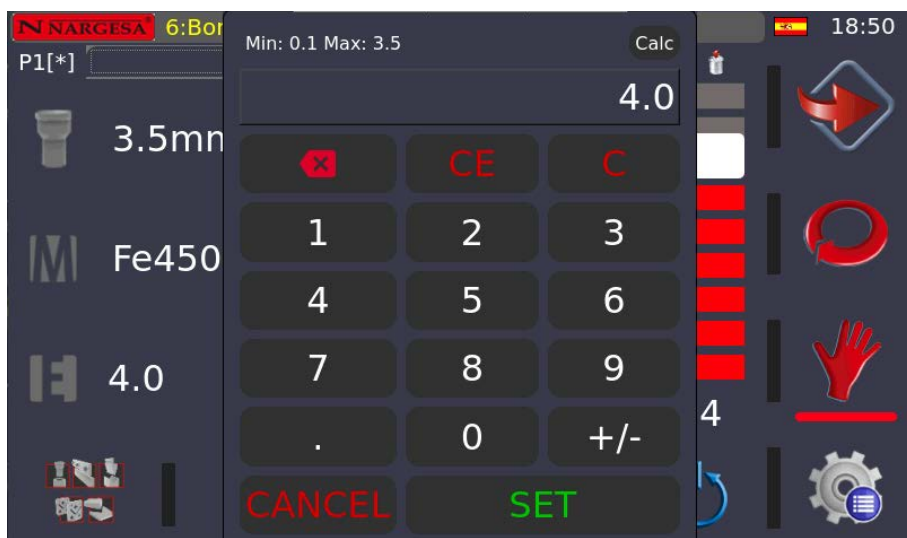 NARGESA 6:Bor 18:50
P1[*]
Min: 0.1 Max: 3.5 Calc
4.0
3.5mm
CE C
1 2 3
Fe450
4 5 6
7 8 9
4.0
4
. 0 +/-
CANCEL SET